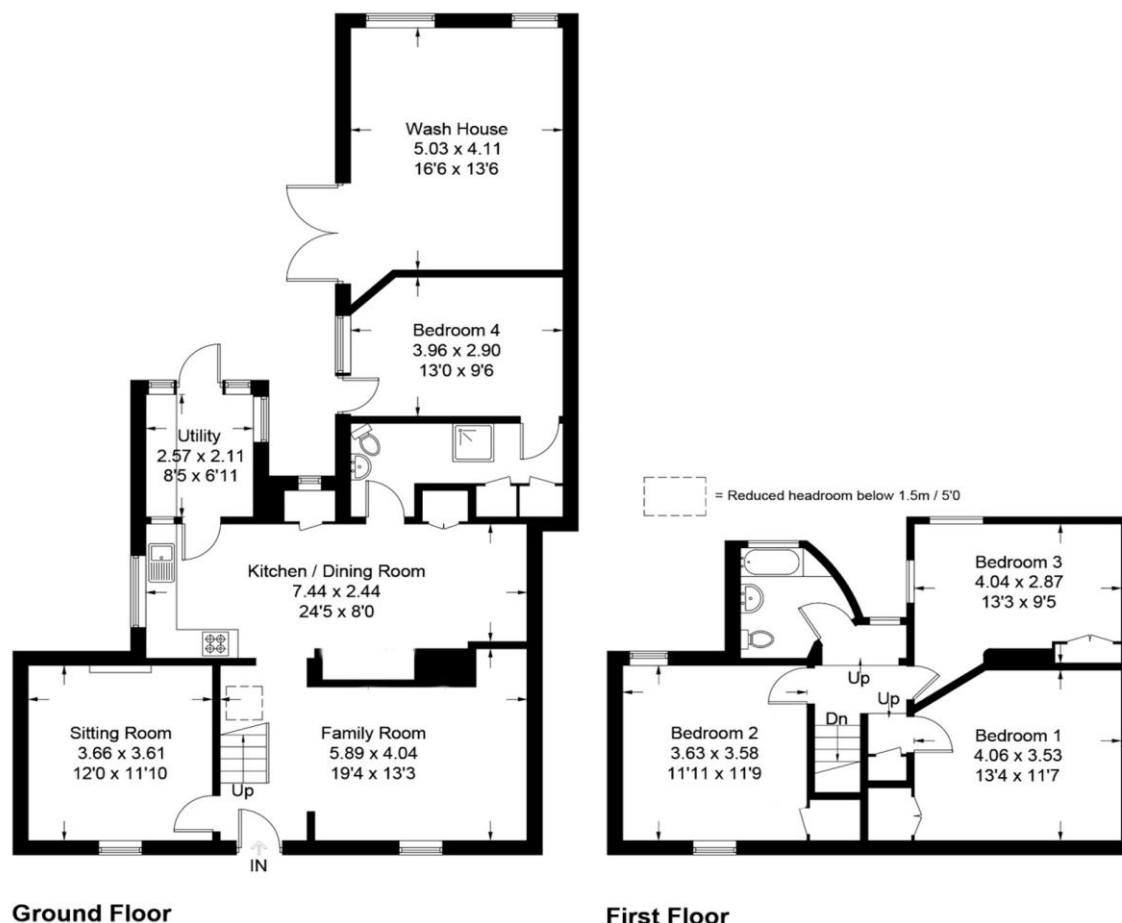 Wash House
5.03 x 4.11
16'6 x 13'6
Bedroom 4
3.96 x 2.90
13'0 x 9'6
Utility
2.57 x 2.11
8'5 x 6'11
Kitchen / Dining Room
7.44 x 2.44
24'5 x 8'0
Sitting Room
3.66 x 3.61
12'0 x 11'10
Up
Family Room
5.89 x 4.04
19'4 x 13'3
IN
Ground Floor
= Reduced headroom below 1.5m / 5'0
Bedroom 3
4.04 x 2.87
13'3 x 9'5
Up
Up
Dn
Bedroom 2
3.63 x 3.58
11'11 x 11'9
Bedroom 1
4.06 x 3.53
13'4 x 11'7
First Floor